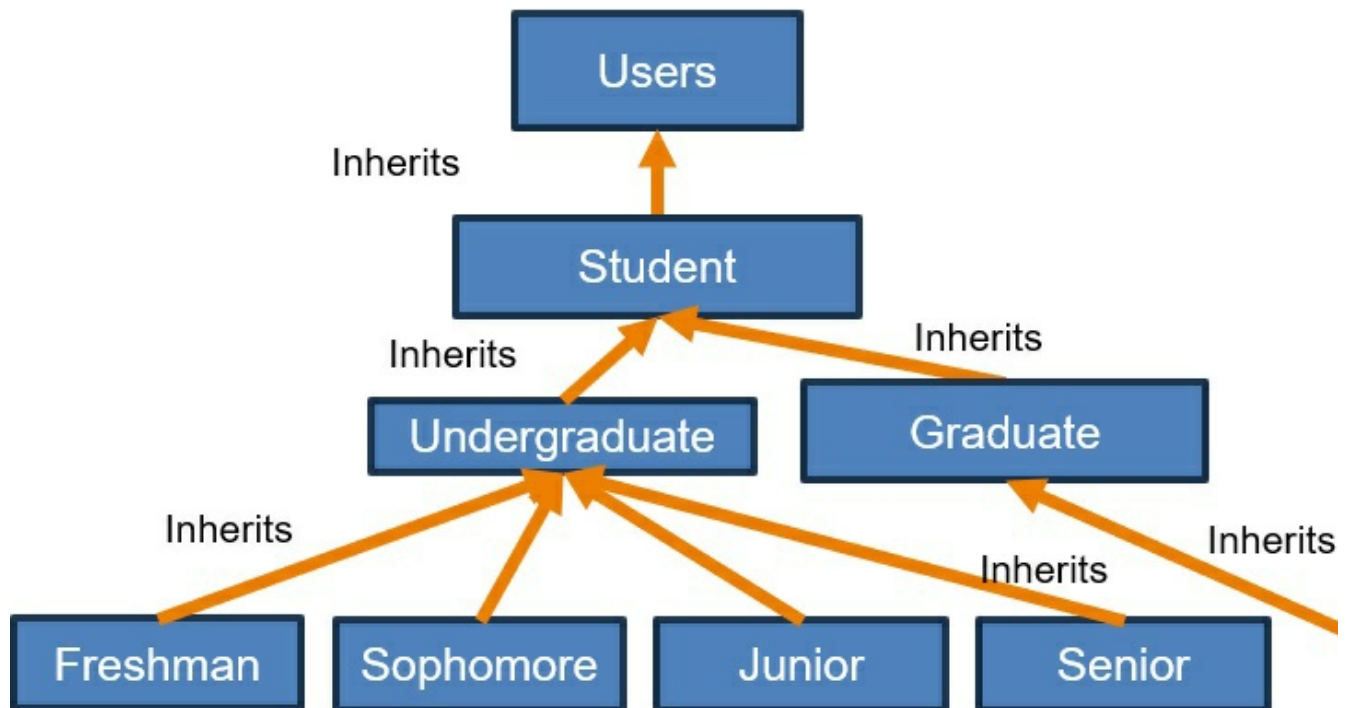 Users
Inherits
Student
Inherits
Inherits
Undergraduate
Graduate
Inherits
Inherits
Inherits
Freshman
Sophomore
Junior
Senior